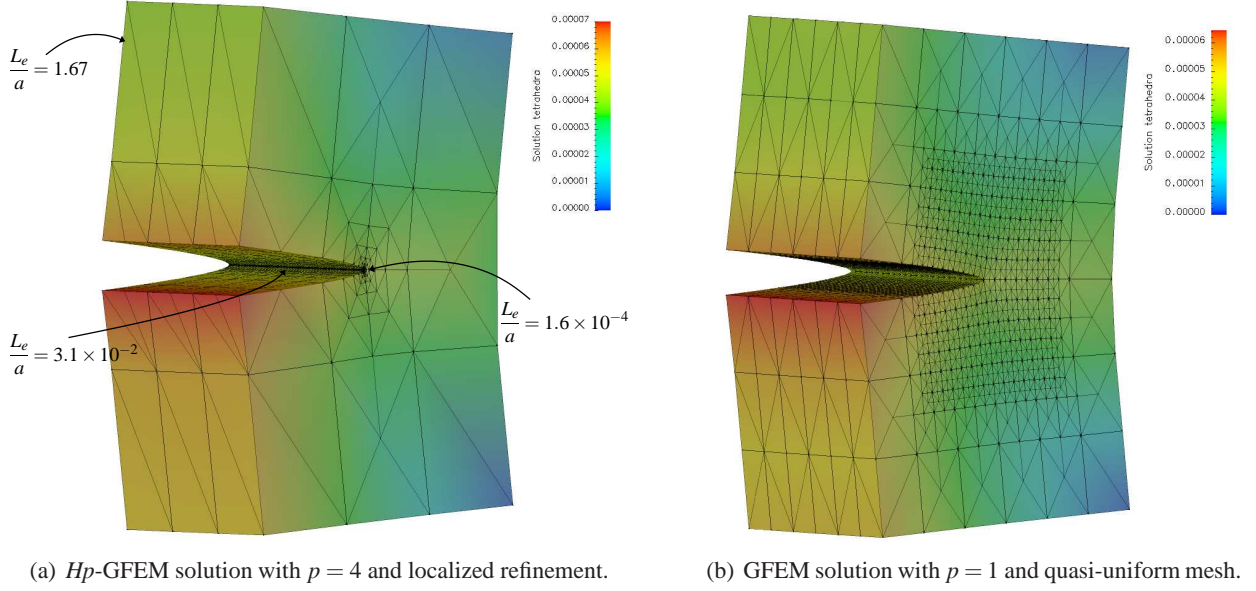 L_e/a = 1.67
Solution tetrahedra
0.00007
0.00006
0.00005
0.00004
0.00003
0.00002
0.00001
0.00000
L_e/a = 3.1 × 10⁻²
L_e/a = 1.6 × 10⁻⁴
(a) Hp-GFEM solution with p = 4 and localized refinement.
Solution tetrahedra
0.00006
0.00005
0.00004
0.00003
0.00002
0.00001
0.00000
(b) GFEM solution with p = 1 and quasi-uniform mesh.